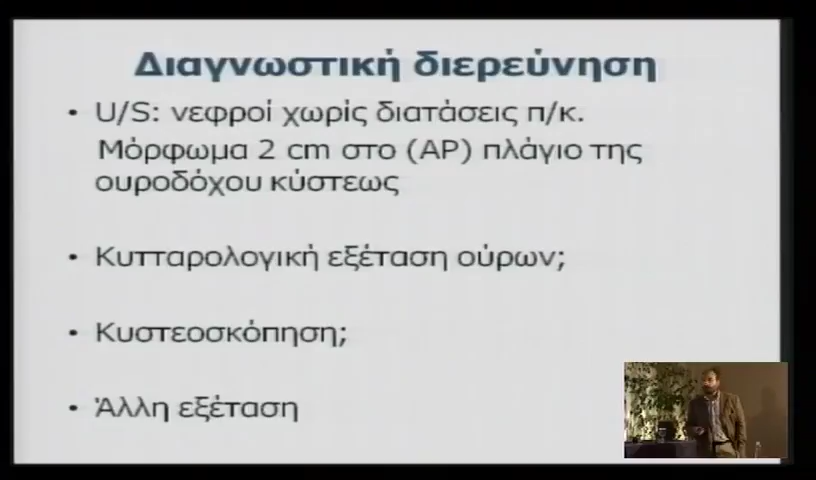 Διαγνωστική διερεύνηση
• U/S: νεφροί χωρίς διατάσεις π/κ.
Μόρφωμα 2 cm στο (ΑΡ) πλάγιο της
ουροδόχου κύστεως
• Κυτταρολογική εξέταση ούρων;
• Κυστεοσκόπηση;
• Άλλη εξέταση